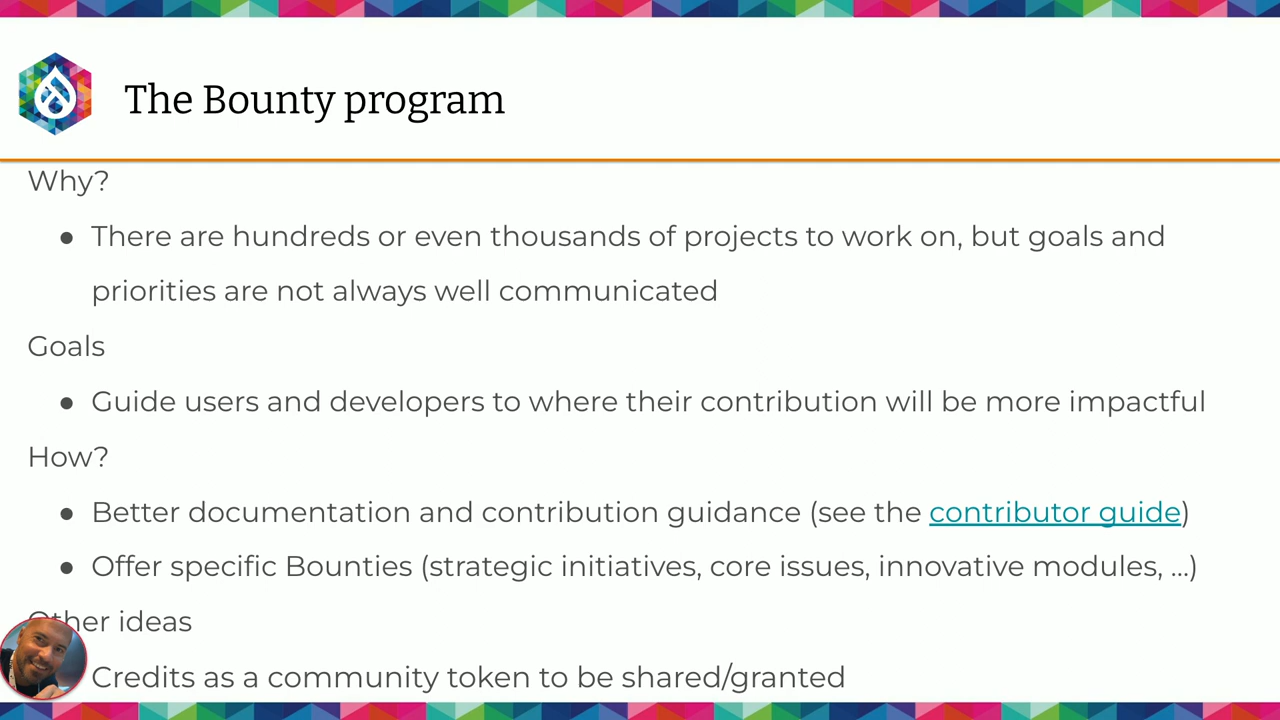 The Bounty program
Why?
● There are hundreds or even thousands of projects to work on, but goals and
priorities are not always well communicated
Goals
● Guide users and developers to where their contribution will be more impactful
How?
● Better documentation and contribution guidance (see the contributor guide)
● Offer specific Bounties (strategic initiatives, core issues, innovative modules, ...)
Other ideas
Credits as a community token to be shared/granted